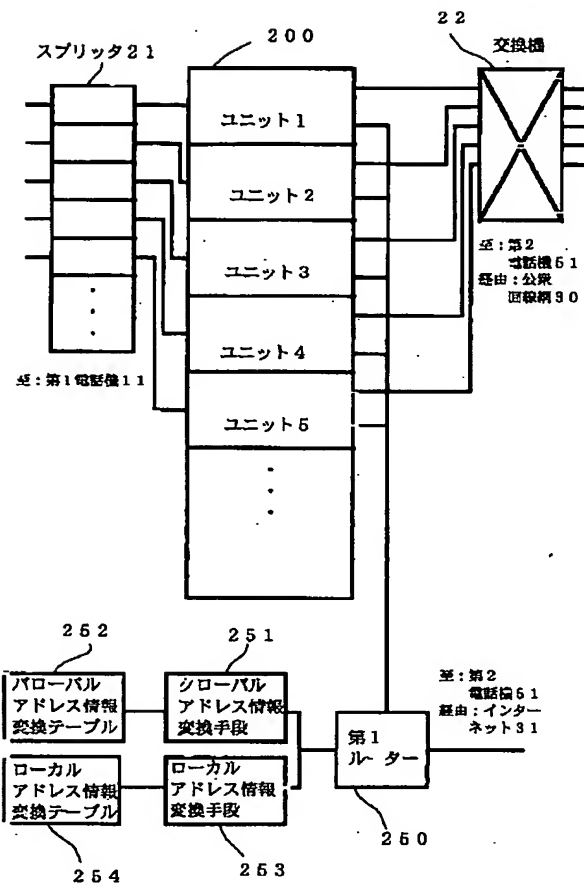 200
22
スプリッタ21
交換機
ユニット1
ユニット2
ユニット3
ユニット4
ユニット5
至:第2
電話機51
経由:公衆
回線網30
至:第1電話機11
252
251
バローバル
アドレス情報
変換テーブル
グローバル
アドレス情報
変換手段
至:第2
電話機51
経由:インター
ネット31
第1
ルーター
ローカル
アドレス情報
変換テーブル
ローカル
アドレス情報
変換手段
254
253
250